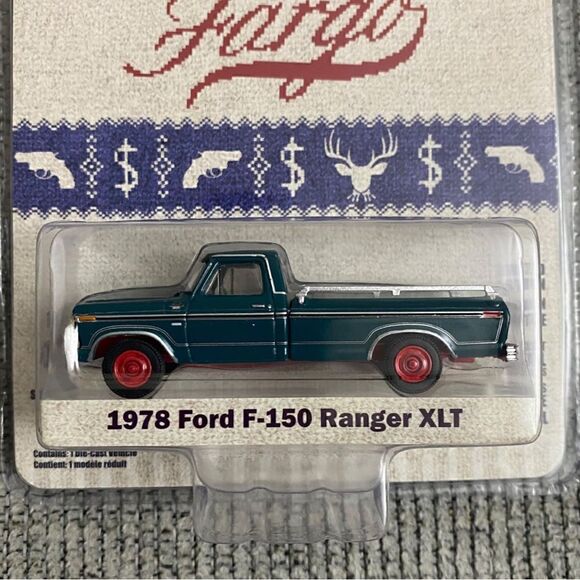 Fargo
$ $ $
1978 Ford F-150 Ranger XLT
Contains: 1 Die-cast vehicle
Contient: 1 modèle réduit